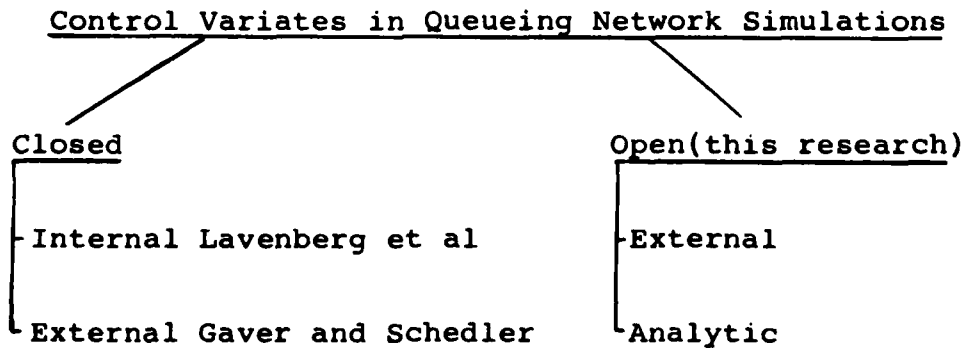 Control Variates in Queueing Network Simulations
Closed
Open(this research)
Internal Lavenberg et al
External
External Gaver and Schedler
Analytic